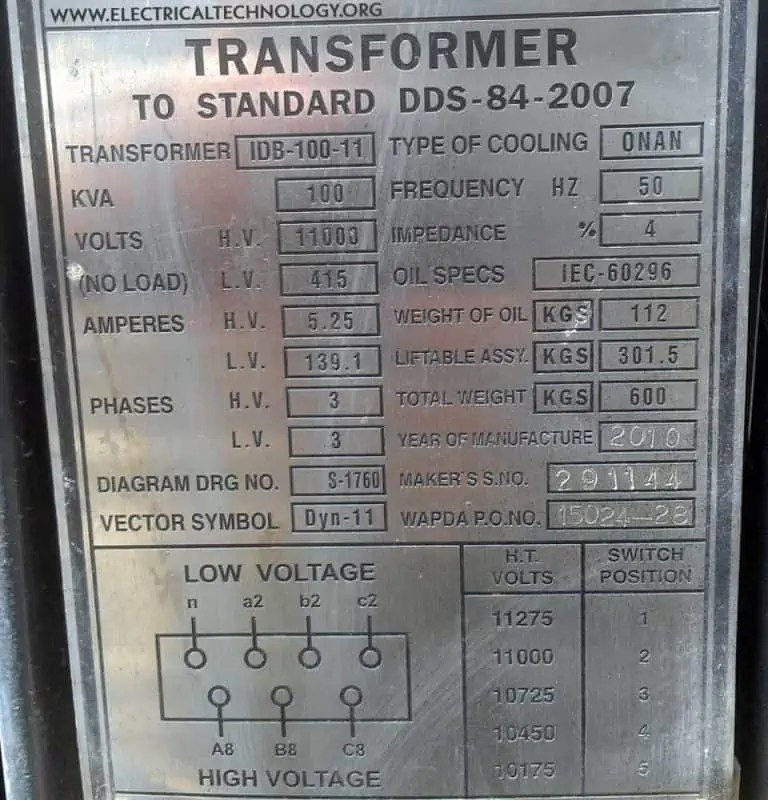 WWW.ELECTRICALTECHNOLOGY.ORG
TRANSFORMER
TO STANDARD DDS-84-2007
TRANSFORMER IDB-100-11 TYPE OF COOLING ONAN
KVA 100 FREQUENCY HZ 50
VOLTS H.V. 11000 IMPEDANCE % 4
(NO LOAD) L.V. 415 OIL SPECS IEC-60296
AMPERES H.V. 5.25 WEIGHT OF OIL KGS 112
L.V. 139.1 LIFTABLE ASSY. KGS 301.5
PHASES H.V. 3 TOTAL WEIGHT KGS 600
L.V. 3 YEAR OF MANUFACTURE 2010
DIAGRAM DRG NO. S-1760 MAKER'S S.NO. 291144
VECTOR SYMBOL Dyn-11 WAPDA P.O.NO. 15024-28
LOW VOLTAGE
n a2 b2 c2
A8 B8 C8
HIGH VOLTAGE
H.T. VOLTS SWITCH POSITION
11275 1
11000 2
10725 3
10450 4
10175 5